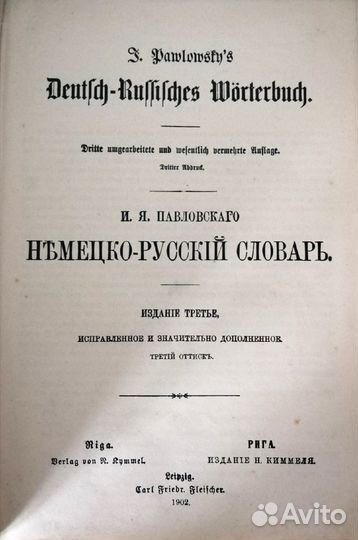 J. Pawlowsky's
Deutsch-Russisches Wörterbuch.
Dritte umgearbeitete und wesentlich vermehrte Auflage.
Dritter Abdruck.
И. Я. ПАВЛОВСКАГО
НѢМЕЦКО-РУССКІЙ СЛОВАРЬ.
ИЗДАНІЕ ТРЕТЬЕ,
ИСПРАВЛЕННОЕ И ЗНАЧИТЕЛЬНО ДОПОЛНЕННОЕ.
ТРЕТІЙ ОТТИСКЪ.
Riga.
Verlag von N. Kymmel.
РИГА.
ИЗДАНІЕ Н. КИММЕЛЯ.
Leipzig.
Carl Friedr. Fleischer.
1902.
Avito